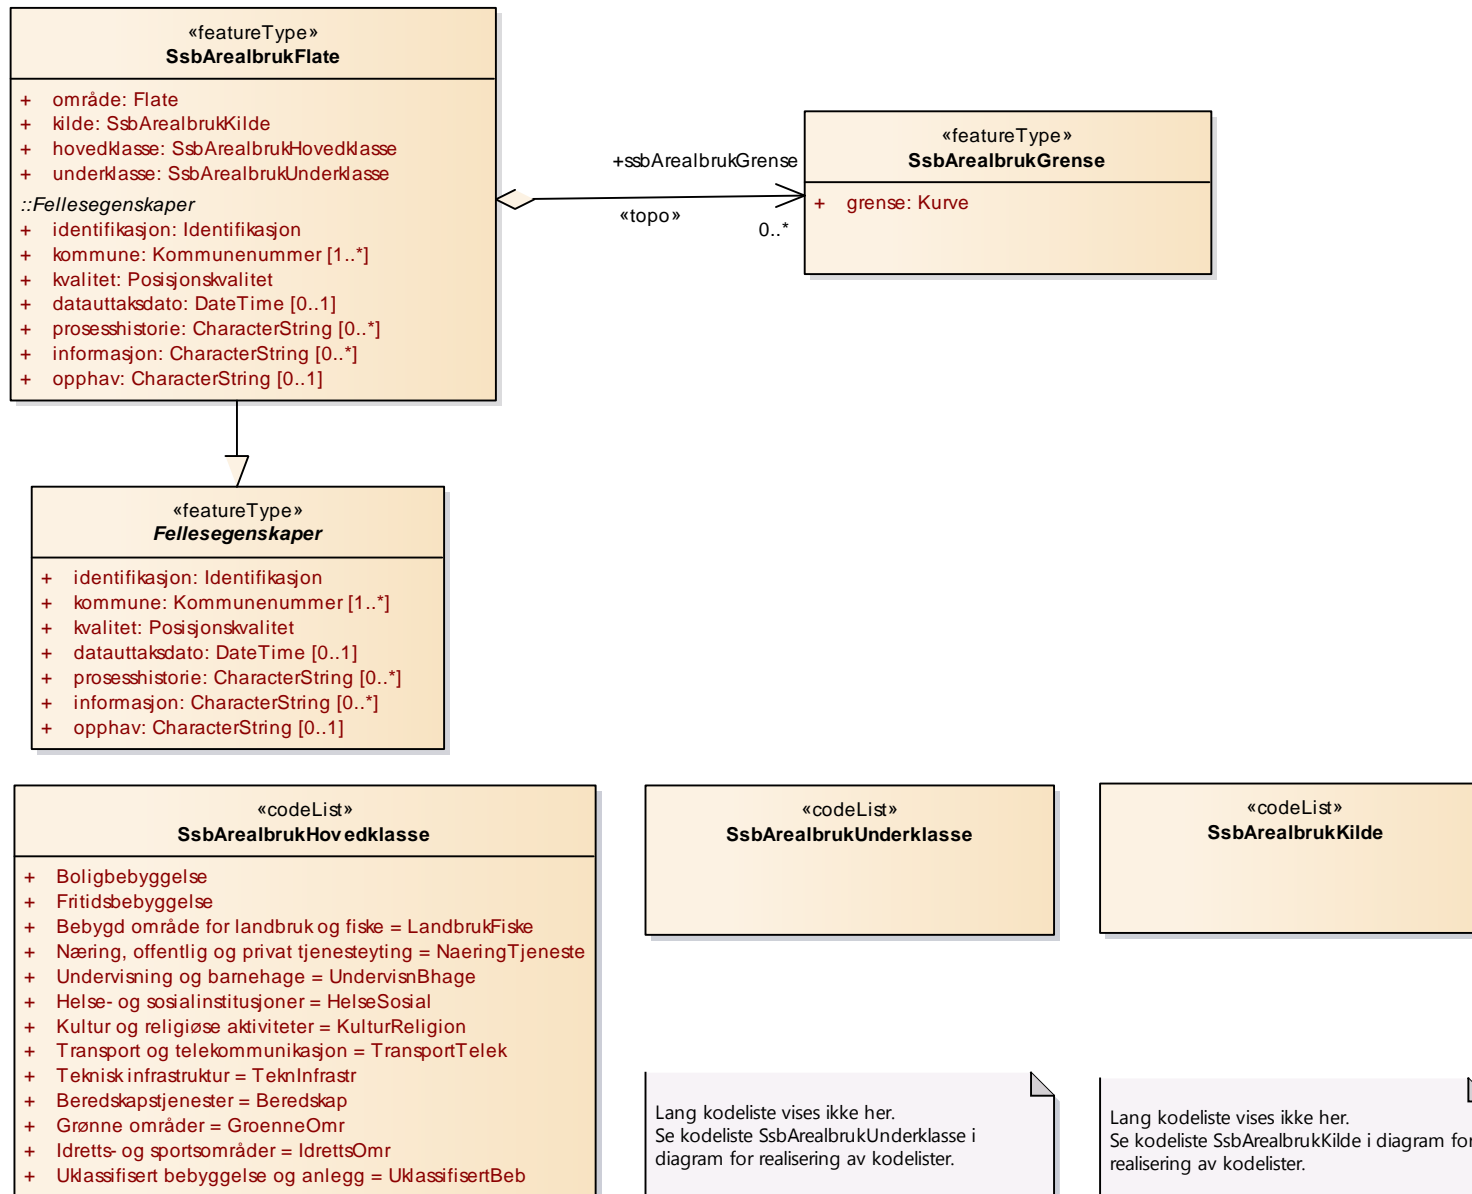 «featureType»
SsbArealbrukFlate
+ område: Flate
+ kilde: SsbArealbrukKilde
+ hovedklasse: SsbArealbrukHovedklasse
+ underklasse: SsbArealbrukUnderklasse
::Fellesegenskaper
+ identifikasjon: Identifikasjon
+ kommune: Kommunenummer [1..*]
+ kvalitet: Posisjonskvalitet
+ datauttaksdato: DateTime [0..1]
+ prosesshistorie: CharacterString [0..*]
+ informasjon: CharacterString [0..*]
+ opphav: CharacterString [0..1]
+ssbArealbrukGrense
«topo»
0..*
«featureType»
SsbArealbrukGrense
+ grense: Kurve
«featureType»
Fellesegenskaper
+ identifikasjon: Identifikasjon
+ kommune: Kommunenummer [1..*]
+ kvalitet: Posisjonskvalitet
+ datauttaksdato: DateTime [0..1]
+ prosesshistorie: CharacterString [0..*]
+ informasjon: CharacterString [0..*]
+ opphav: CharacterString [0..1]
«codeList»
SsbArealbrukHovedklasse
+ Boligbebyggelse
+ Fritidsbebyggelse
+ Bebygd område for landbruk og fiske = LandbrukFiske
+ Næring, offentlig og privat tjenesteyting = NaeringTjeneste
+ Undervisning og barnehage = UndervisnBhage
+ Helse- og sosialinstitusjoner = HelseSosial
+ Kultur og religiøse aktiviteter = KulturReligion
+ Transport og telekommunikasjon = TransportTelek
+ Teknisk infrastruktur = TeknInfrastr
+ Beredskapstjenester = Beredskap
+ Grønne områder = GroenneOmr
+ Idretts- og sportsområder = IdrettsOmr
+ Uklassifisert bebyggelse og anlegg = UklassifisertBeb
«codeList»
SsbArealbrukUnderklasse
«codeList»
SsbArealbrukKilde
Lang kodeliste vises ikke her.
Se kodeliste SsbArealbrukUnderklasse i
diagram for realisering av kodelister.
Lang kodeliste vises ikke her.
Se kodeliste SsbArealbrukKilde i diagram for
realisering av kodelister.